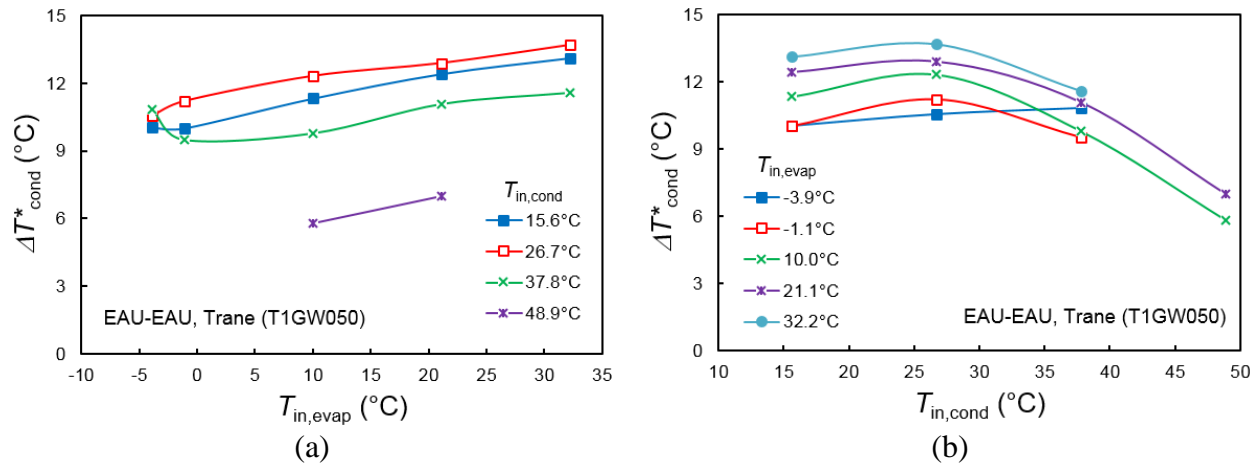 15
12
9
6
3
0
ΔT*cond (°C)
Tin,cond
15.6°C
26.7°C
37.8°C
48.9°C
EAU-EAU, Trane (T1GW050)
-10 -5 0 5 10 15 20 25 30 35
Tin,evap (°C)
(a)
15
12
9
6
3
0
ΔT*cond (°C)
Tin,evap
-3.9°C
-1.1°C
10.0°C
21.1°C
32.2°C
EAU-EAU, Trane (T1GW050)
10 15 20 25 30 35 40 45 50
Tin,cond (°C)
(b)